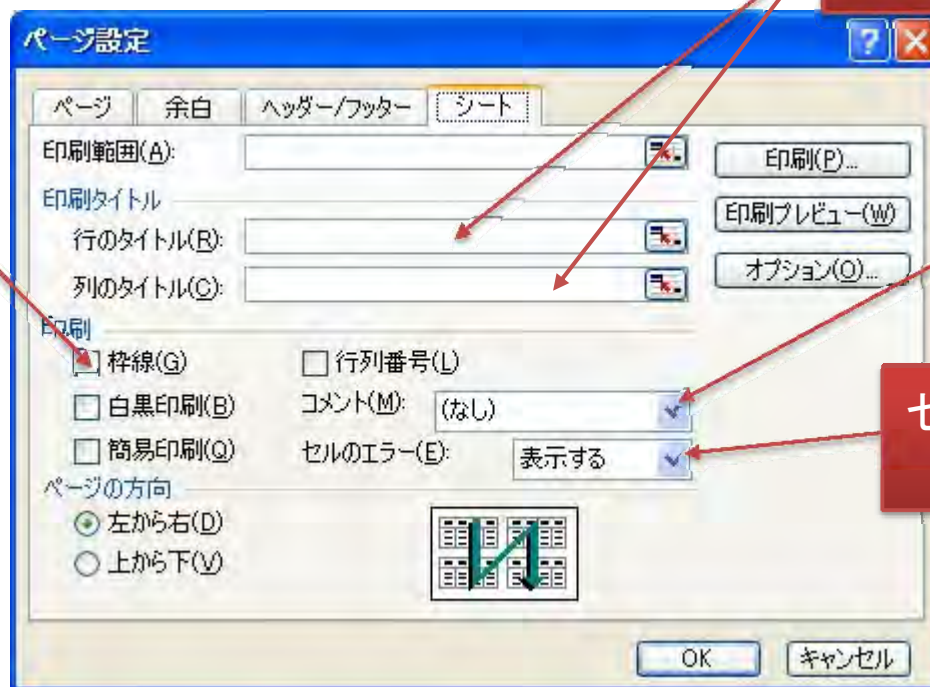 ページ設定
ページ 余白 ヘッダー/フッター シート
印刷範囲(A):
印刷(P)...
印刷タイトル
印刷プレビュー(W)
行のタイトル(R):
オプション(O)...
列のタイトル(C):
印刷
枠線(G) 行列番号(L)
白黒印刷(B) コメント(M): (なし)
簡易印刷(Q) セルのエラー(E): 表示する
セ
ページの方向
左から右(D)
上から下(V)
OK キャンセル